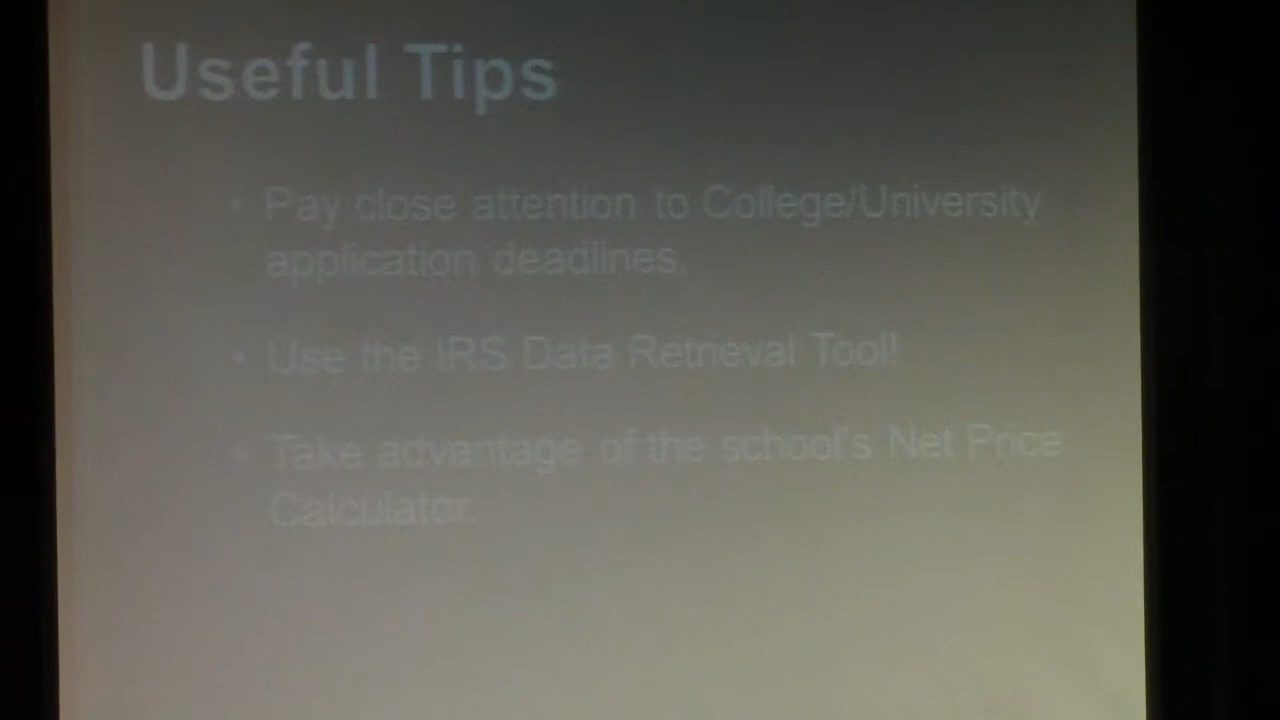 Useful Tips
• Pay close attention to College/University
application deadlines.
• Use the IRS Data Retrieval Tool!
• Take advantage of the school's Net Price
Calculator.